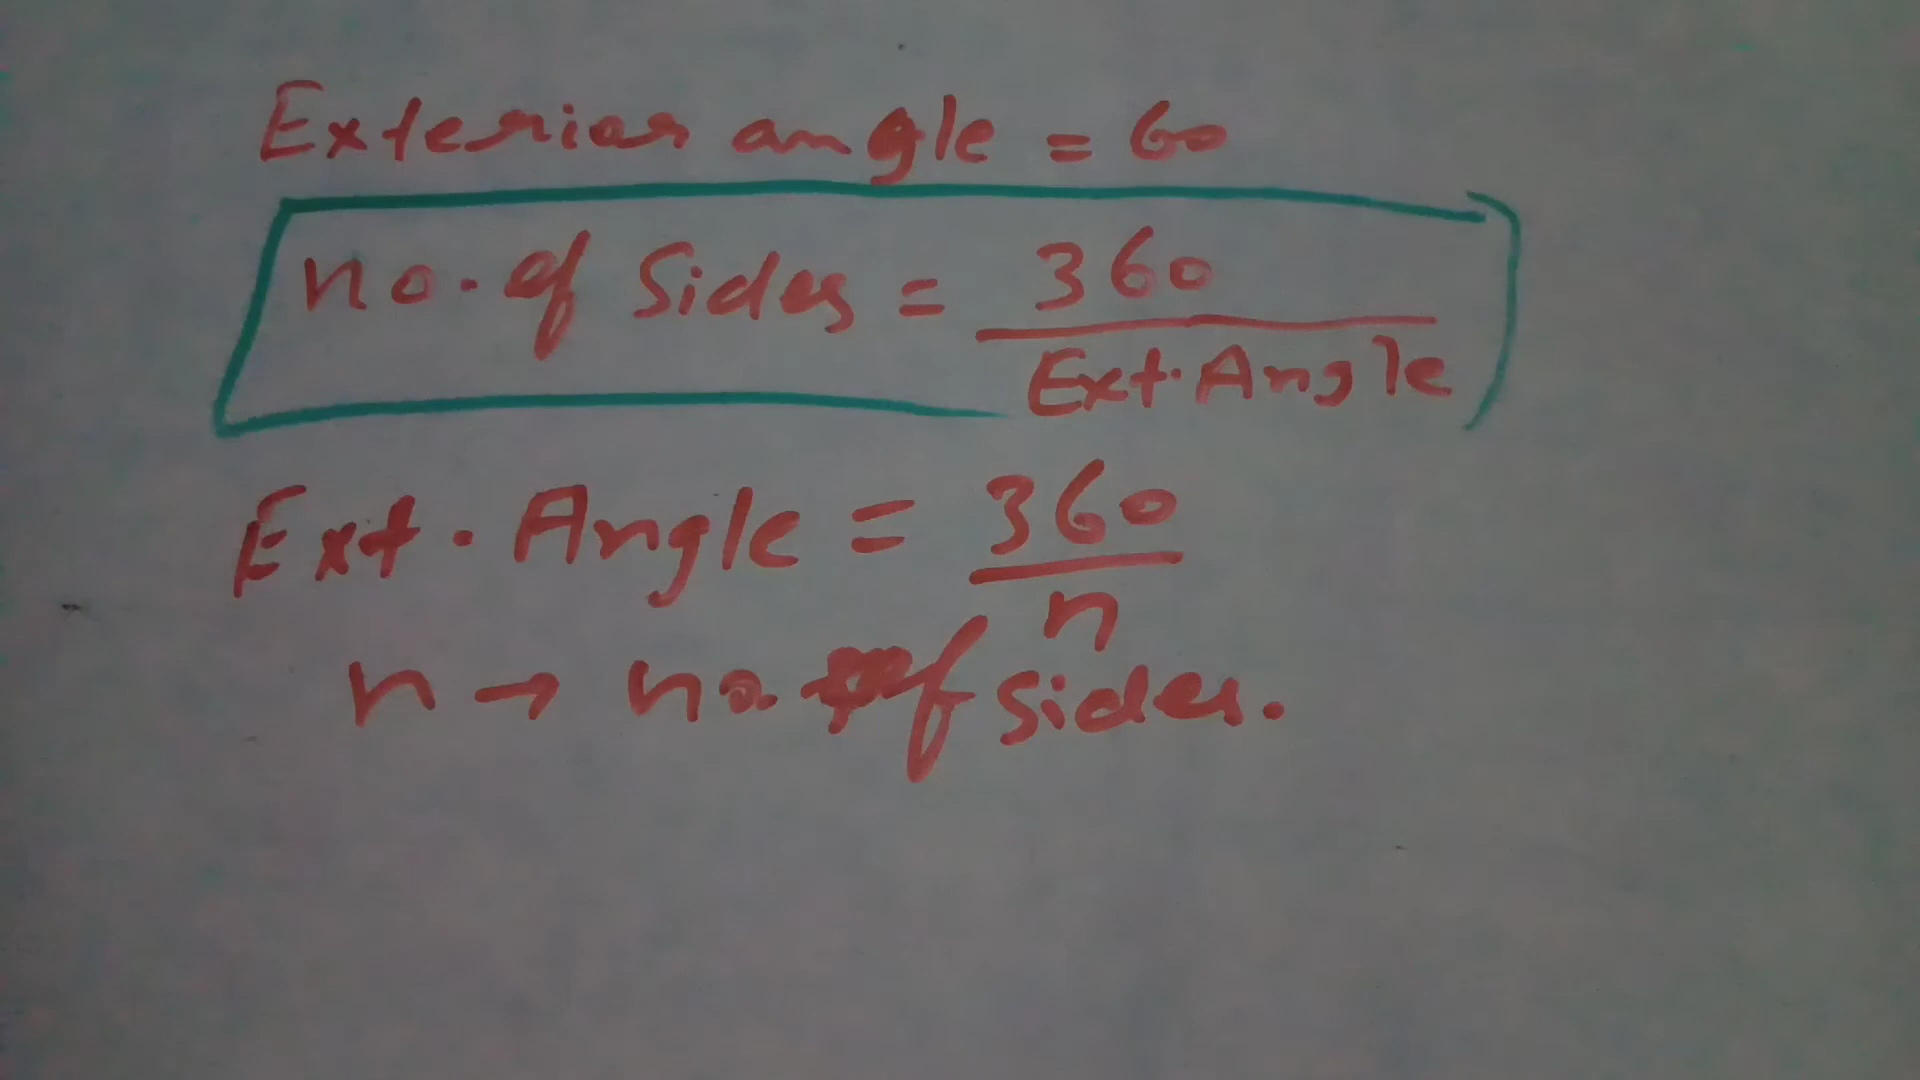 Exterior angle = 60
no. of Sides = 360
Ext. Angle
Ext. Angle = 360
n
n → no. of sides.